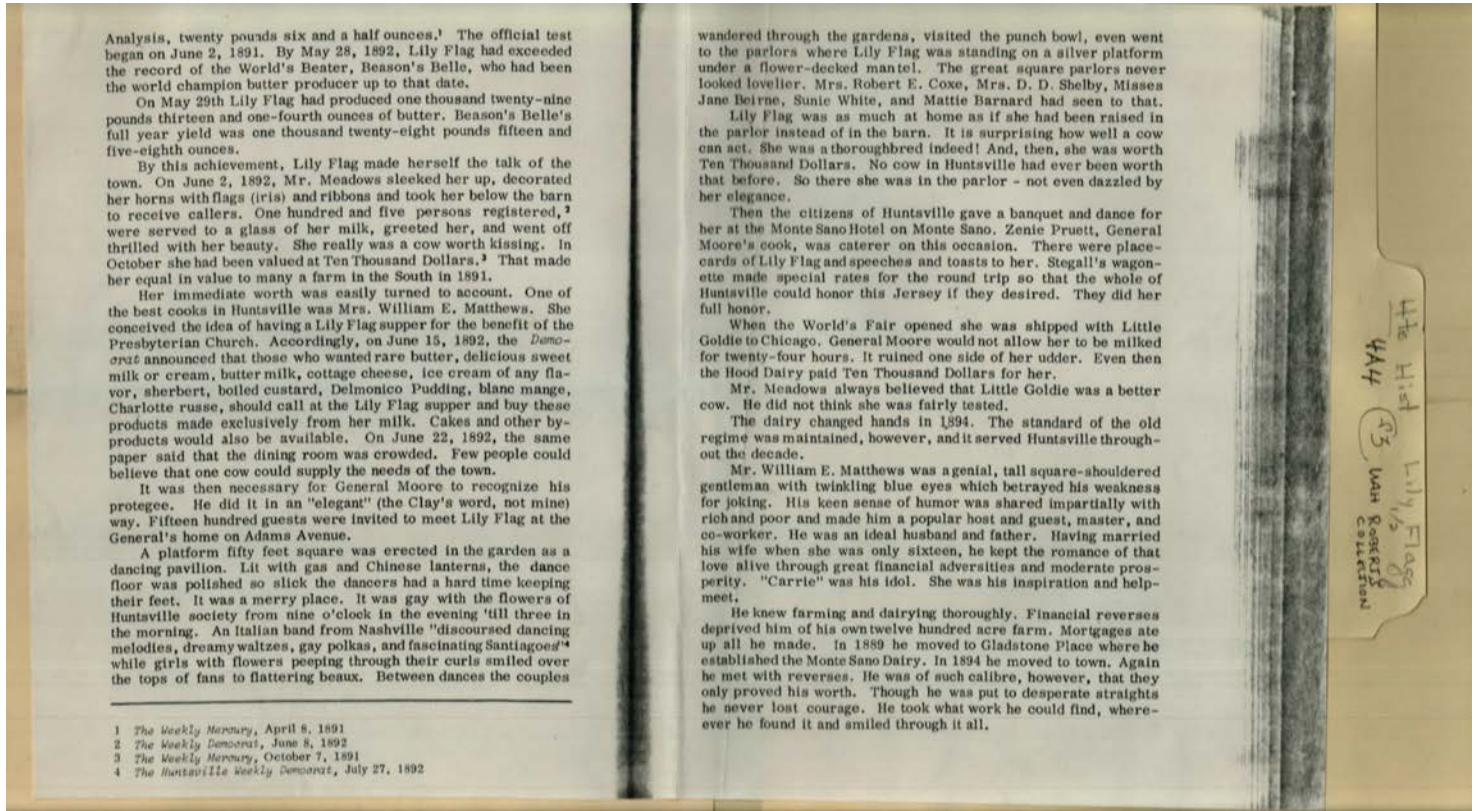 Analysis, twenty pounds six and a half ounces.¹ The official test
began on June 2, 1891. By May 28, 1892, Lily Flag had exceeded
the record of the World's Beater, Beason's Belle, who had been
the world champion butter producer up to that date.
On May 29th Lily Flag had produced one thousand twenty-nine
pounds thirteen and one-fourth ounces of butter. Beason's Belle's
full year yield was one thousand twenty-eight pounds fifteen and
five-eighth ounces.
By this achievement, Lily Flag made herself the talk of the
town. On June 2, 1892, Mr. Meadows sleeked her up, decorated
her horns with flags (iris) and ribbons and took her below the barn
to receive callers. One hundred and five persons registered,²
were served to a glass of her milk, greeted her, and went off
thrilled with her beauty. She really was a cow worth kissing. In
October she had been valued at Ten Thousand Dollars.³ That made
her equal in value to many a farm in the South in 1891.
Her immediate worth was easily turned to account. One of
the best cooks in Huntsville was Mrs. William E. Matthews. She
conceived the idea of having a Lily Flag supper for the benefit of the
Presbyterian Church. Accordingly, on June 15, 1892, the Demo-
crat announced that those who wanted rare butter, delicious sweet
milk or cream, butter milk, cottage cheese, ice cream of any fla-
vor, sherbert, boiled custard, Delmonico Pudding, blanc mange,
Charlotte russe, should call at the Lily Flag supper and buy these
products made exclusively from her milk. Cakes and other by-
products would also be available. On June 22, 1892, the same
paper said that the dining room was crowded. Few people could
believe that one cow could supply the needs of the town.
It was then necessary for General Moore to recognize his
protegee. He did it in an "elegant" (the Clay's word, not mine)
way. Fifteen hundred guests were invited to meet Lily Flag at the
General's home on Adams Avenue.
A platform fifty feet square was erected in the garden as a
dancing pavilion. Lit with gas and Chinese lanterns, the dance
floor was polished so slick the dancers had a hard time keeping
their feet. It was a merry place. It was gay with the flowers of
Huntsville society from nine o'clock in the evening 'till three in
the morning. An Italian band from Nashville "discoursed dancing
melodies, dreamy waltzes, gay polkas, and fascinating Santiagoes"⁴
while girls with flowers peeping through their curls smiled over
the tops of fans to flattering beaux. Between dances the couples
1 The Weekly Mercury, April 8, 1891
2 The Weekly Democrat, June 8, 1892
3 The Weekly Mercury, October 7, 1891
4 The Huntsville Weekly Democrat, July 27, 1892
wandered through the gardens, visited the punch bowl, even went
to the parlors where Lily Flag was standing on a silver platform
under a flower-decked mantel. The great square parlors never
looked lovelier. Mrs. Robert E. Coxe, Mrs. D. D. Shelby, Misses
Jane Beirne, Sunie White, and Mattie Barnard had seen to that.
Lily Flag was as much at home as if she had been raised in
the parlor instead of in the barn. It is surprising how well a cow
can act. She was a thoroughbred indeed! And, then, she was worth
Ten Thousand Dollars. No cow in Huntsville had ever been worth
that before. So there she was in the parlor - not even dazzled by
her elegance.
Then the citizens of Huntsville gave a banquet and dance for
her at the Monte Sano Hotel on Monte Sano. Zenie Pruett, General
Moore's cook, was caterer on this occasion. There were place-
cards of Lily Flag and speeches and toasts to her. Stegall's wagon-
ette made special rates for the round trip so that the whole of
Huntsville could honor this Jersey if they desired. They did her
full honor.
When the World's Fair opened she was shipped with Little
Goldie to Chicago. General Moore would not allow her to be milked
for twenty-four hours. It ruined one side of her udder. Even then
the Hood Dairy paid Ten Thousand Dollars for her.
Mr. Meadows always believed that Little Goldie was a better
cow. He did not think she was fairly tested.
The dairy changed hands in 1894. The standard of the old
regime was maintained, however, and it served Huntsville through-
out the decade.
Mr. William E. Matthews was a genial, tall square-shouldered
gentleman with twinkling blue eyes which betrayed his weakness
for joking. His keen sense of humor was shared impartially with
rich and poor and made him a popular host and guest, master, and
co-worker. He was an ideal husband and father. Having married
his wife when she was only sixteen, he kept the romance of that
love alive through great financial adversities and moderate pros-
perity. "Carrie" was his idol. She was his inspiration and help-
meet.
He knew farming and dairying thoroughly. Financial reverses
deprived him of his own twelve hundred acre farm. Mortgages ate
up all he made. In 1889 he moved to Gladstone Place where he
established the Monte Sano Dairy. In 1894 he moved to town. Again
he met with reverses. He was of such calibre, however, that they
only proved his worth. Though he was put to desperate straights
he never lost courage. He took what work he could find, where-
ever he found it and smiled through it all.
Hist Lily Flagg
4A4 UAH ROBERTS
COLLECTION